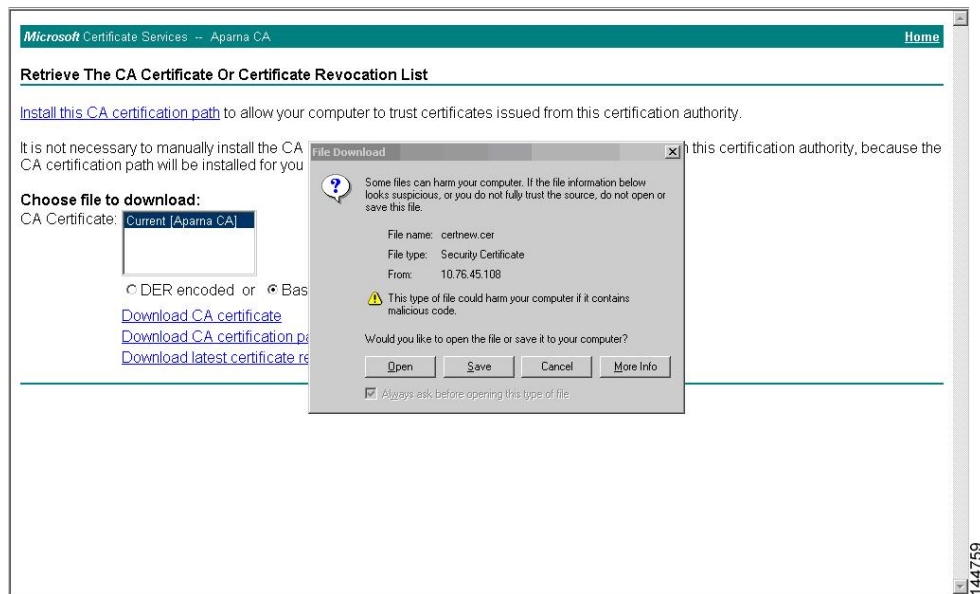 Microsoft Certificate Services -- Aparna CA Home
Retrieve The CA Certificate Or Certificate Revocation List
Install this CA certification path to allow your computer to trust certificates issued from this certification authority.
It is not necessary to manually install the CA
this certification authority, because the
CA certification path will be installed for you
Choose file to download:
CA Certificate: Current [Aparna CA]
DER encoded or Bas
Download CA certificate
Download CA certification pa
Download latest certificate re
File Download
Some files can harm your computer. If the file information below
looks suspicious, or you do not fully trust the source, do not open or
save this file.
File name: certnew.cer
File type: Security Certificate
From: 10.76.45.108
This type of file could harm your computer if it contains
malicious code.
Would you like to open the file or save it to your computer?
Open Save Cancel More Info
Always ask before opening this type of file
144759